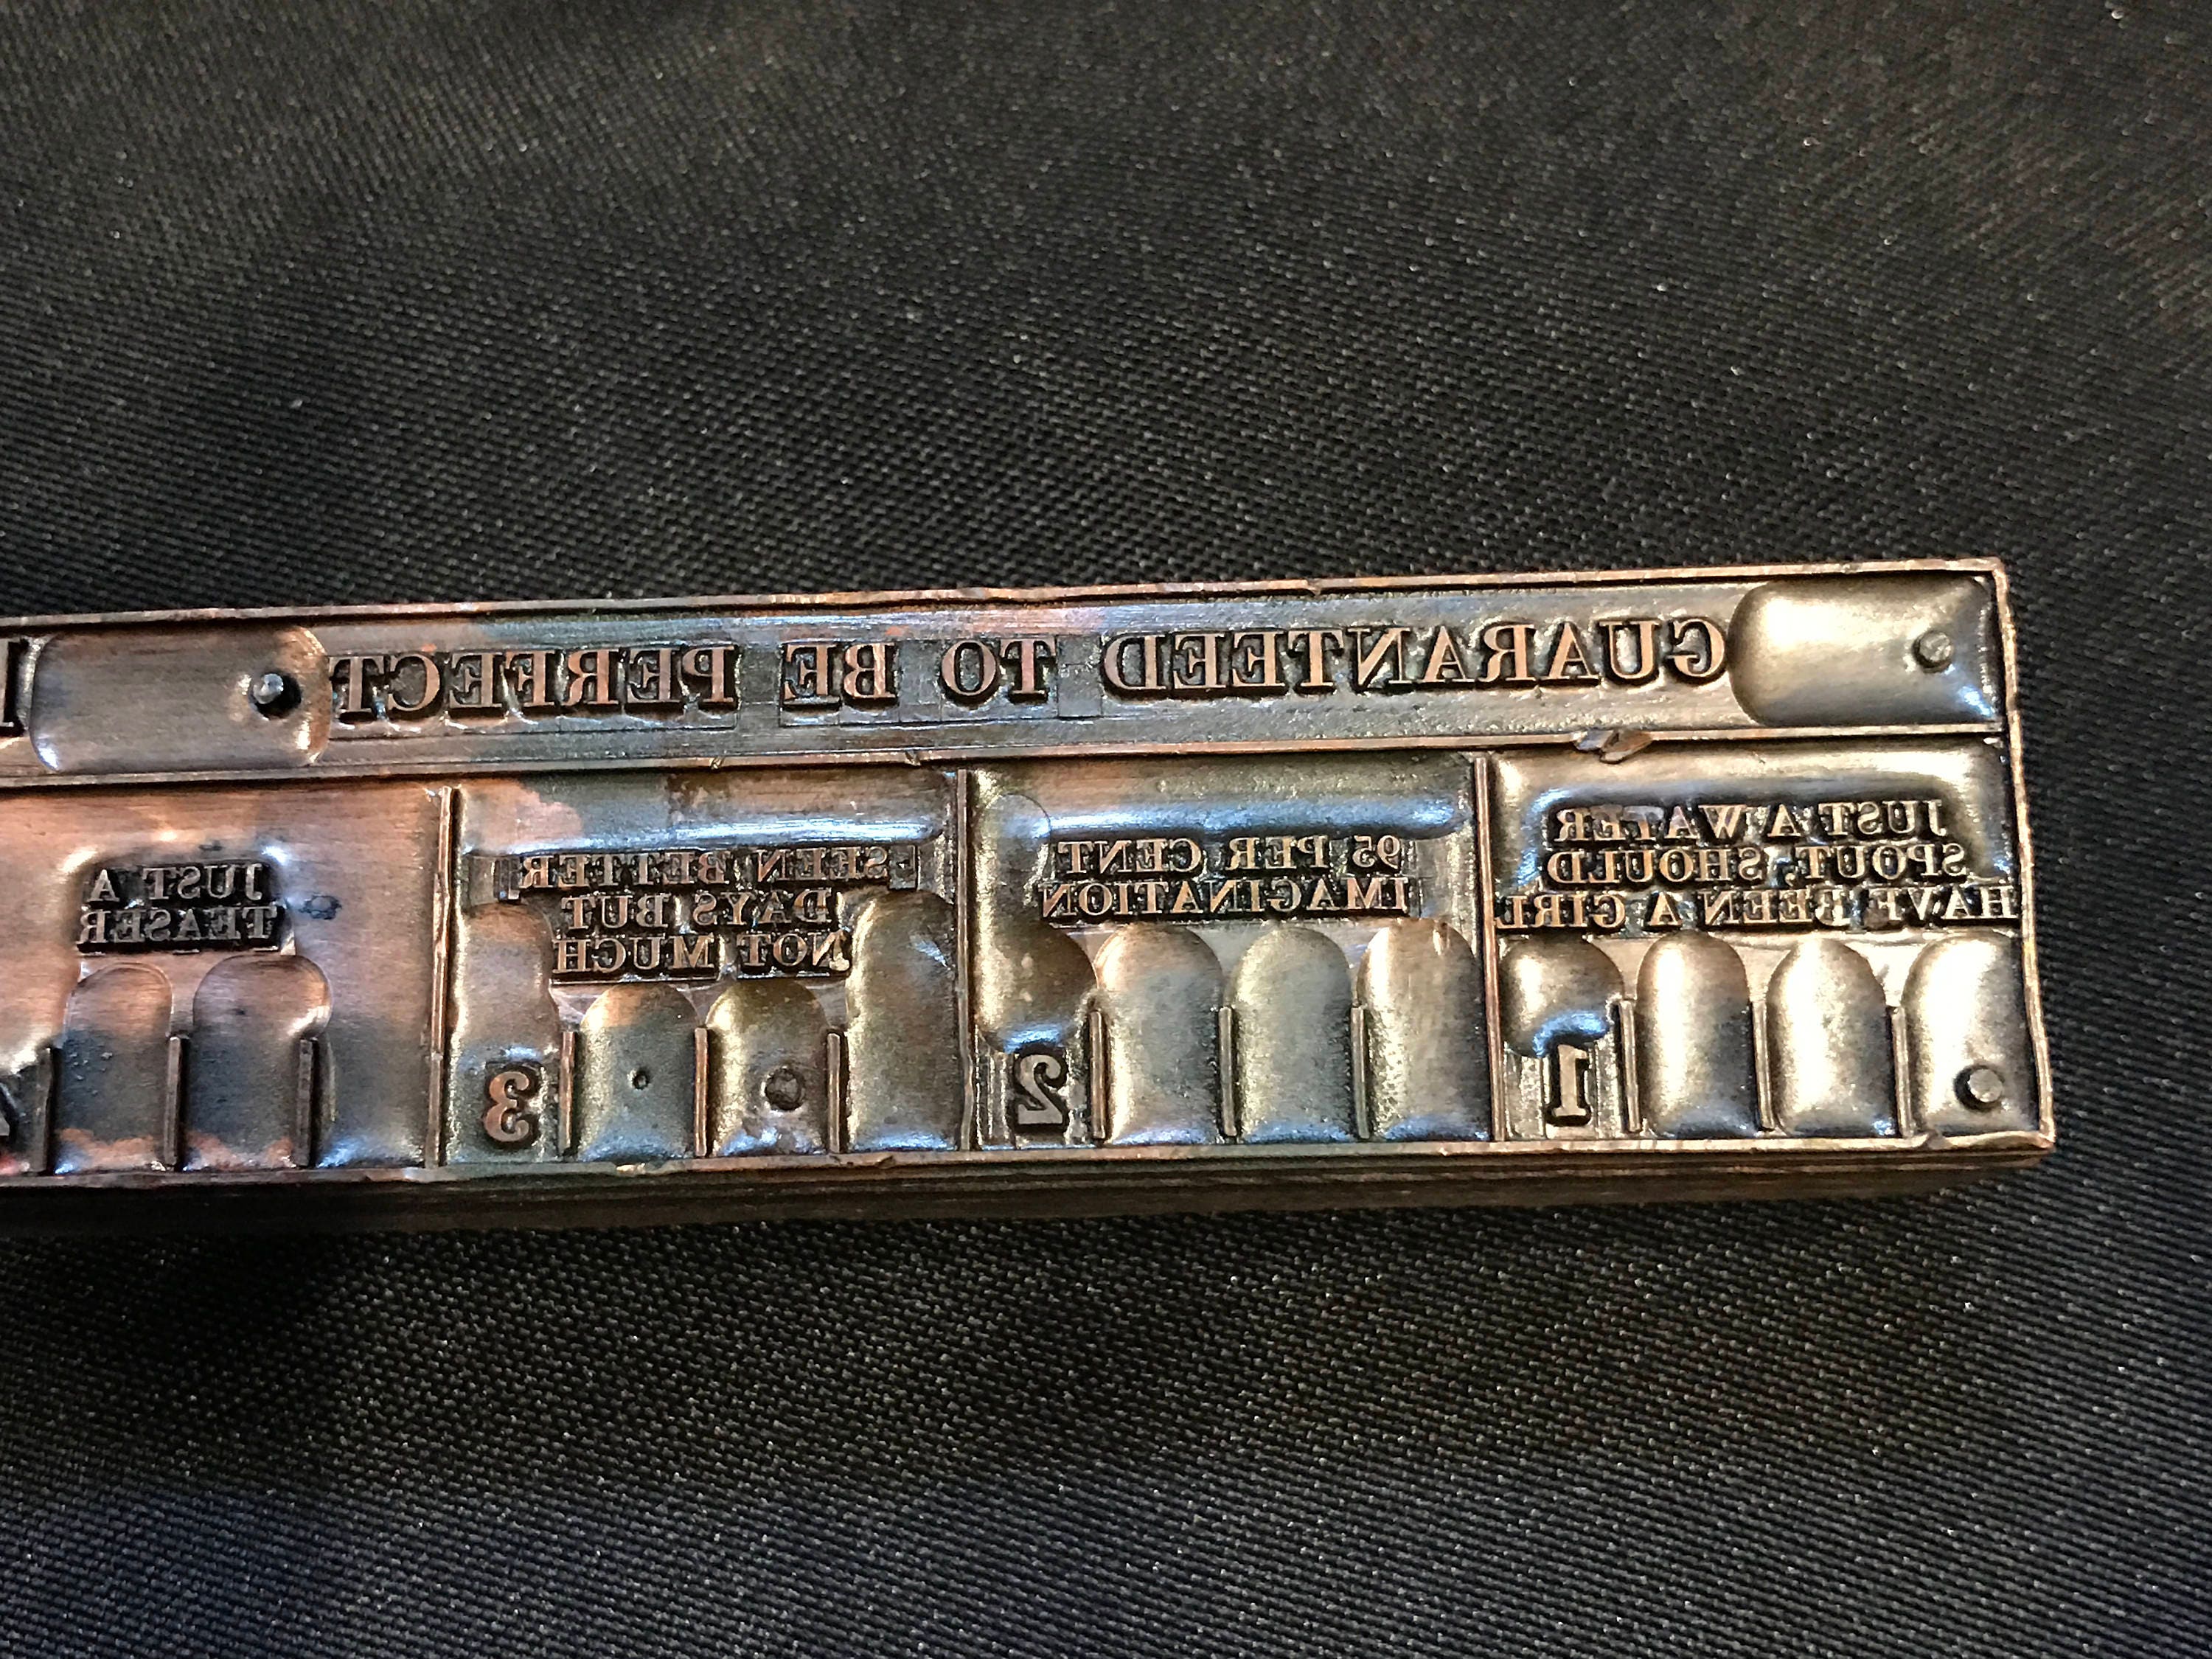 GUARANTEED TO BE PERFECT
JUST A WATER
SPOUT, SHOULD
HAVE BEEN A GIRL
1
95 PER CENT
IMAGINATION
2
SEEN BETTER
DAYS BUT
NOT MUCH
3
JUST A
TEASER